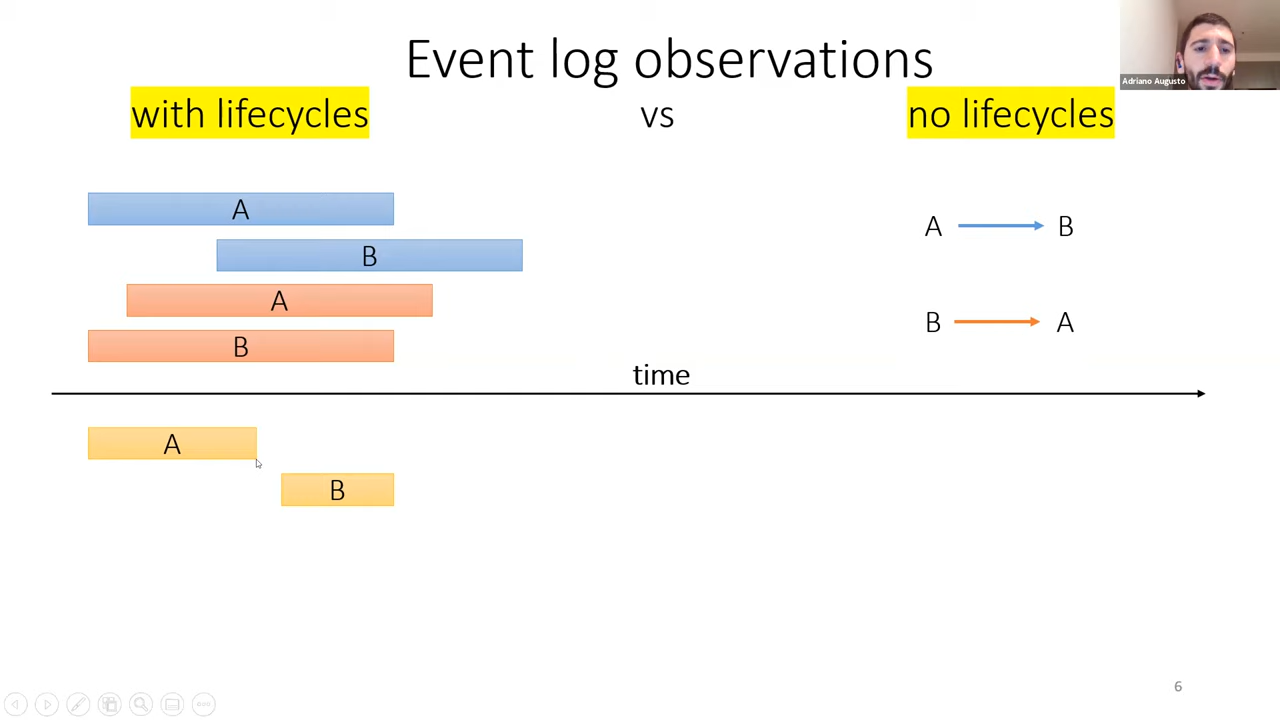 Event log observations
with lifecycles vs no lifecycles
Adriano Augusto
A
B
A
B
A B
B A
time
A
B
6